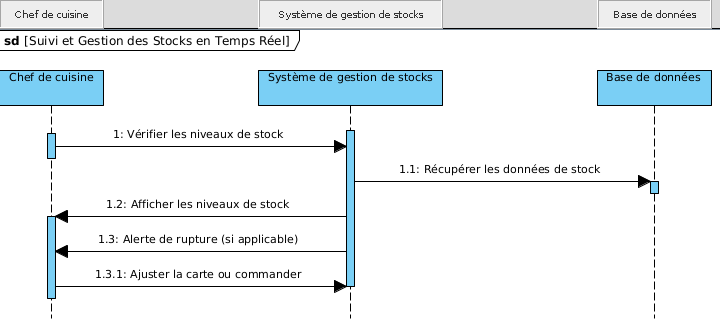 Chef de cuisine
Système de gestion de stocks
Base de données
sd [Suivi et Gestion des Stocks en Temps Réel]
Chef de cuisine
Système de gestion de stocks
Base de données
1: Vérifier les niveaux de stock
1.1: Récupérer les données de stock
1.2: Afficher les niveaux de stock
1.3: Alerte de rupture (si applicable)
1.3.1: Ajuster la carte ou commander